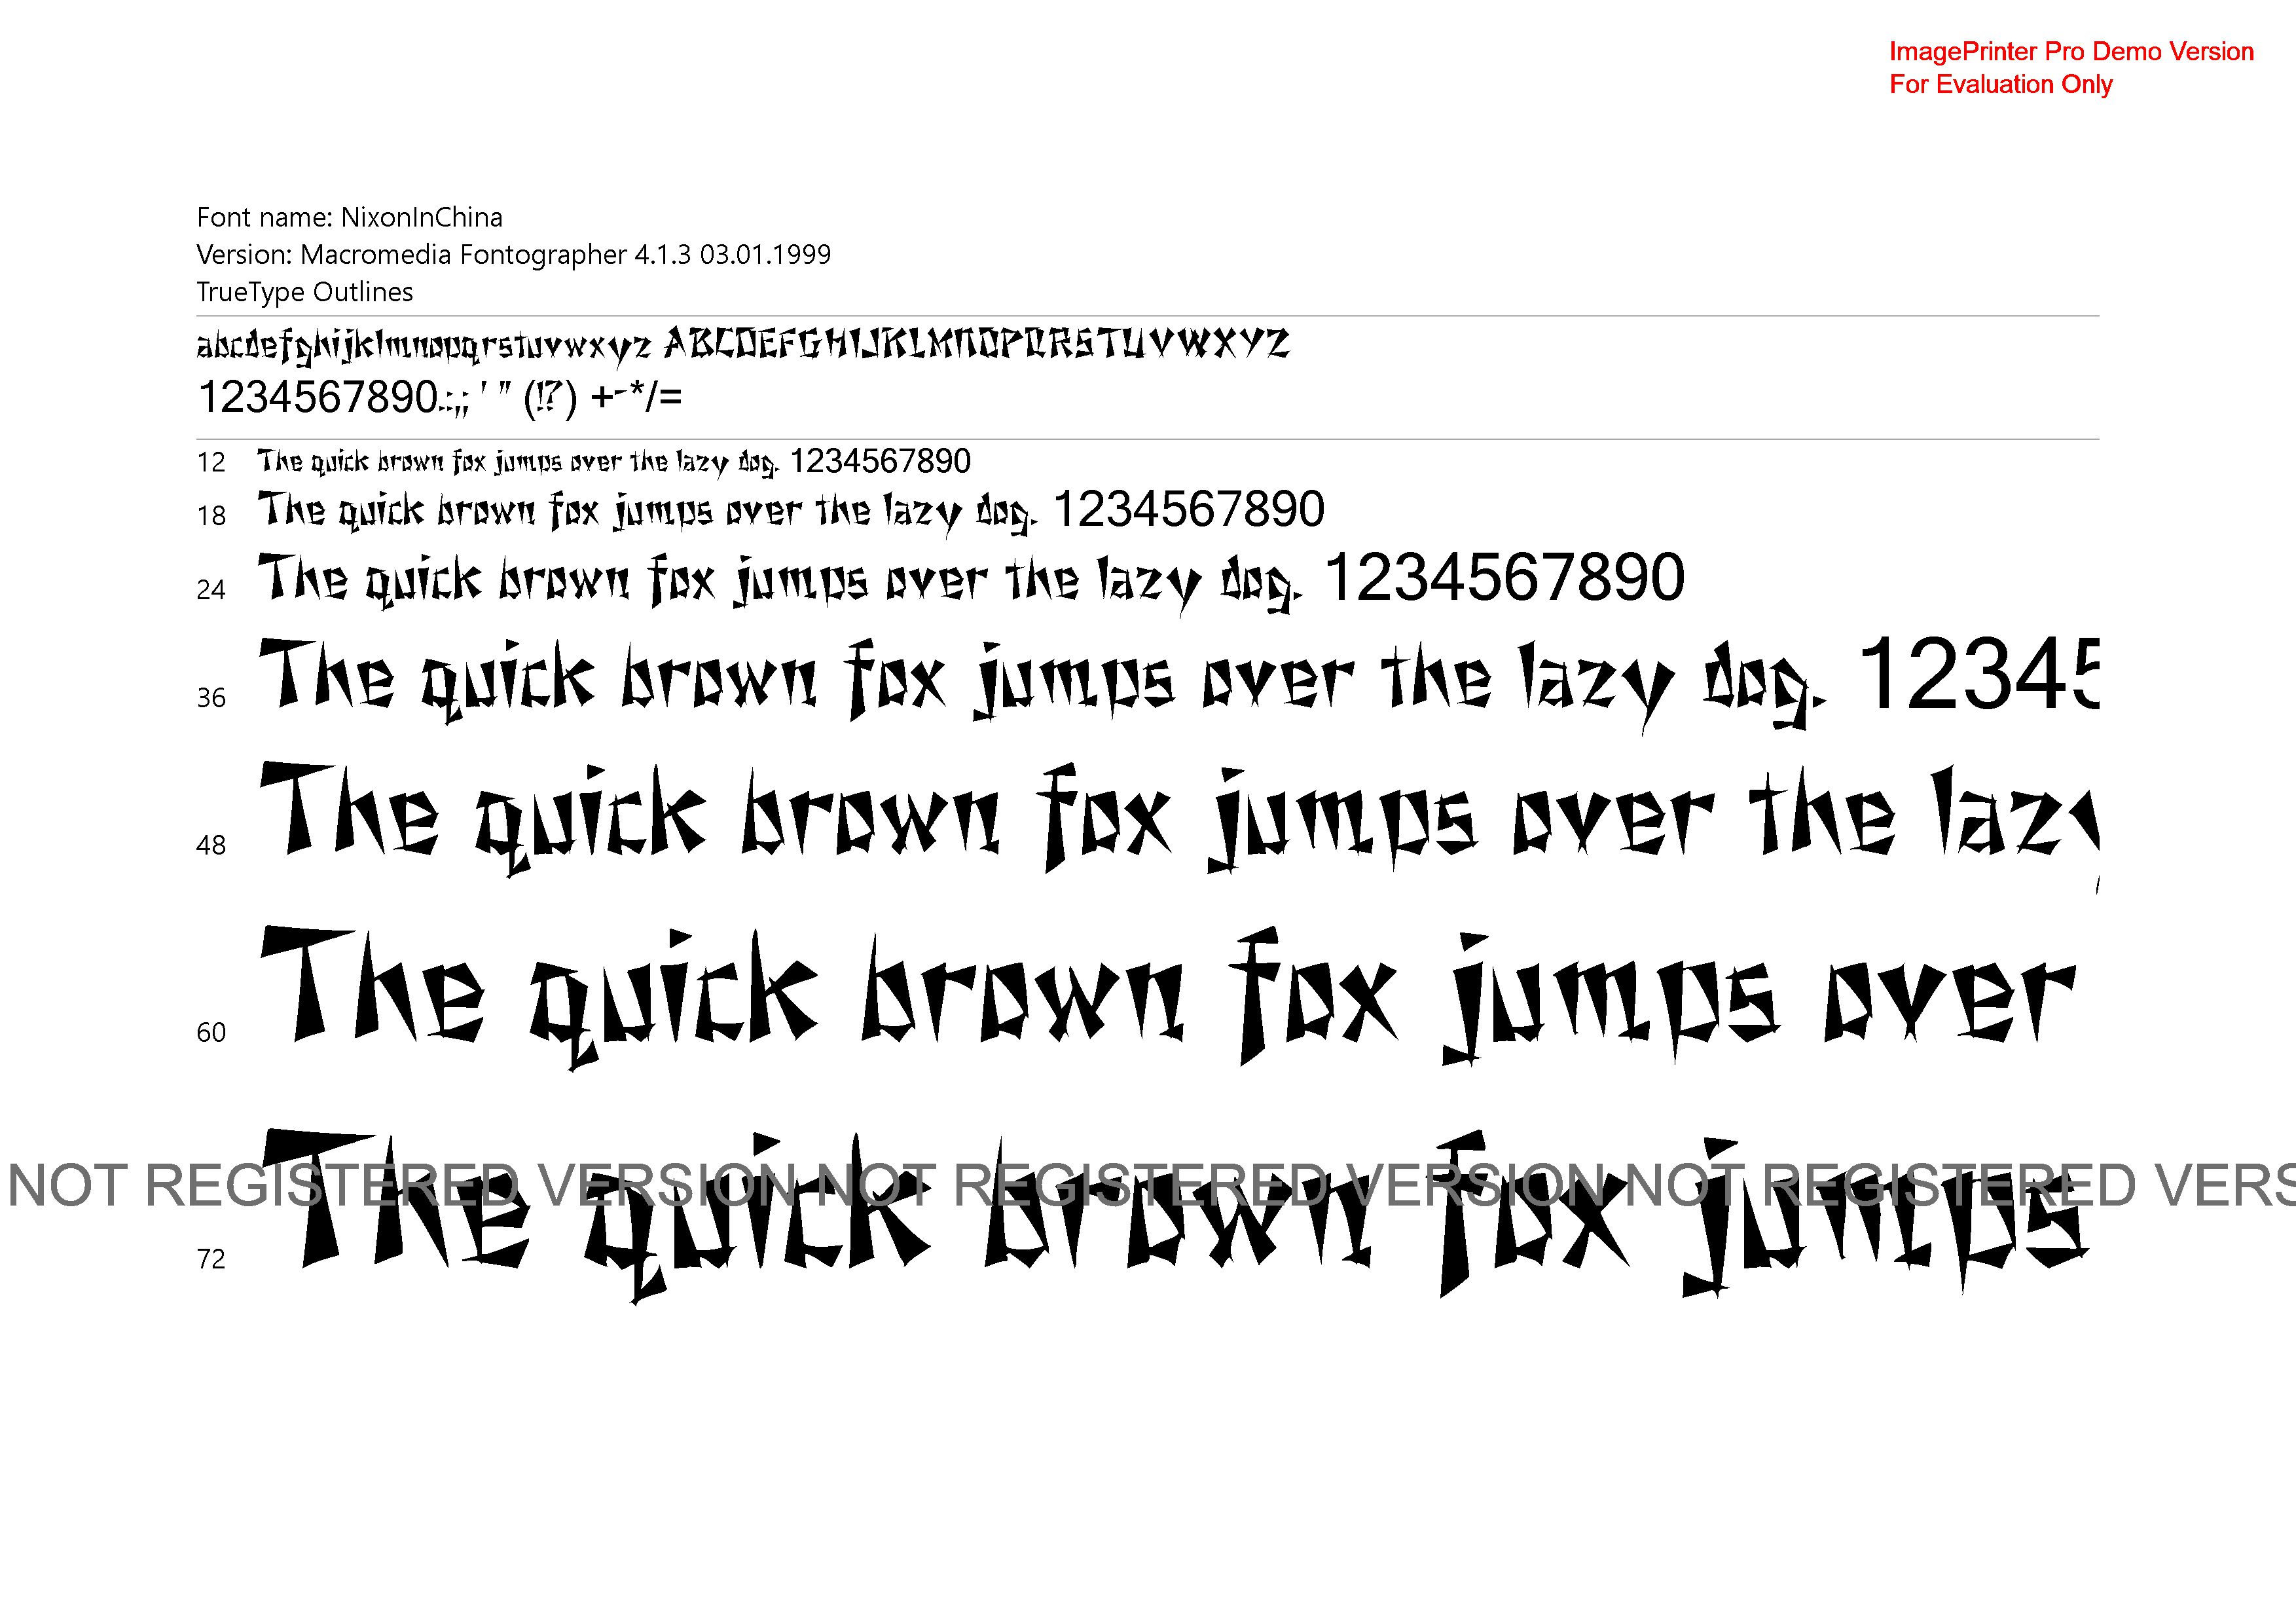 ImagePrinter Pro Demo Version
For Evaluation Only
Font name: NixonInChina
Version: Macromedia Fontographer 4.1.3 03.01.1999
TrueType Outlines
abcdefghijklmnopqrstuvwxyz ABCDEFGHIJKLMNOPQRSTUVWXYZ
1234567890.:,; ' " (!?) +-*/=
12 The quick brown fox jumps over the lazy dog. 1234567890
18 The quick brown fox jumps over the lazy dog. 1234567890
24 The quick brown fox jumps over the lazy dog. 1234567890
36 The quick brown fox jumps over the lazy dog. 12345
48 The quick brown fox jumps over the lazy
60 The quick brown fox jumps over
NOT REGISTERED VERSION NOT REGISTERED VERSION NOT REGISTERED VERS
72 The quick brown fox jumps